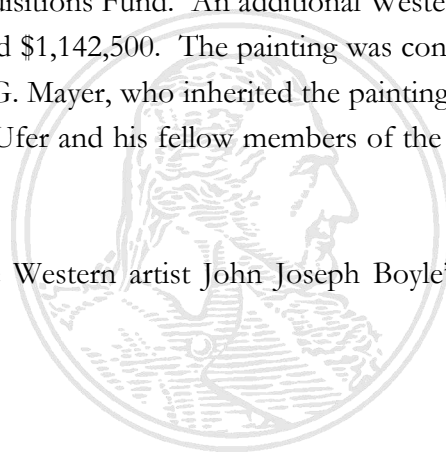 uisitions Fund. An additional Wester
d $1,142,500. The painting was con
G. Mayer, who inherited the painting
Ufer and his fellow members of the
Western artist John Joseph Boyle'